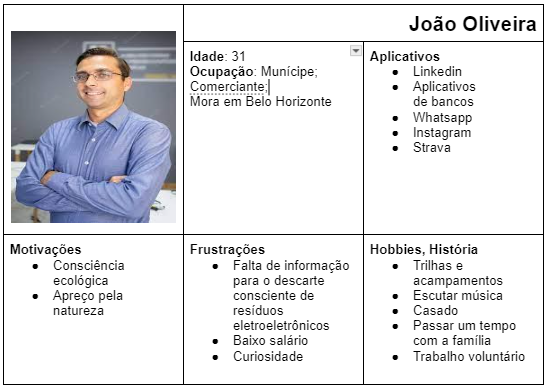 João Oliveira
Idade: 31
Ocupação: Munícipe;
Comerciante;
Mora em Belo Horizonte
Aplicativos
● Linkedin
● Aplicativos
de bancos
● Whatsapp
● Instagram
● Strava
Motivações
● Consciência
ecológica
● Apreço pela
natureza
Frustrações
● Falta de informação
para o descarte
consciente de
resíduos
eletroeletrônicos
● Baixo salário
● Curiosidade
Hobbies, História
● Trilhas e
acampamentos
● Escutar música
● Casado
● Passar um tempo
com a família
● Trabalho voluntário